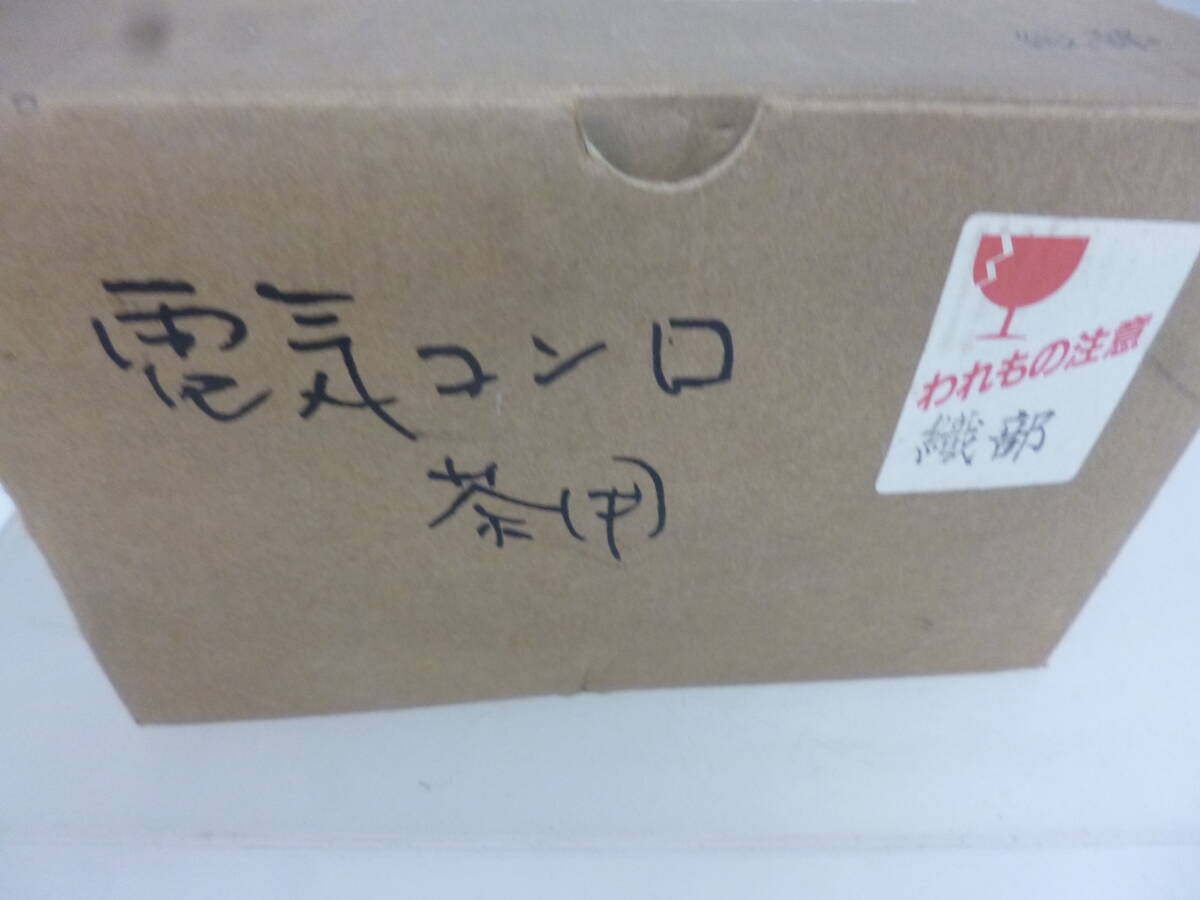 電気コンロ
茶用
われもの注意
織部